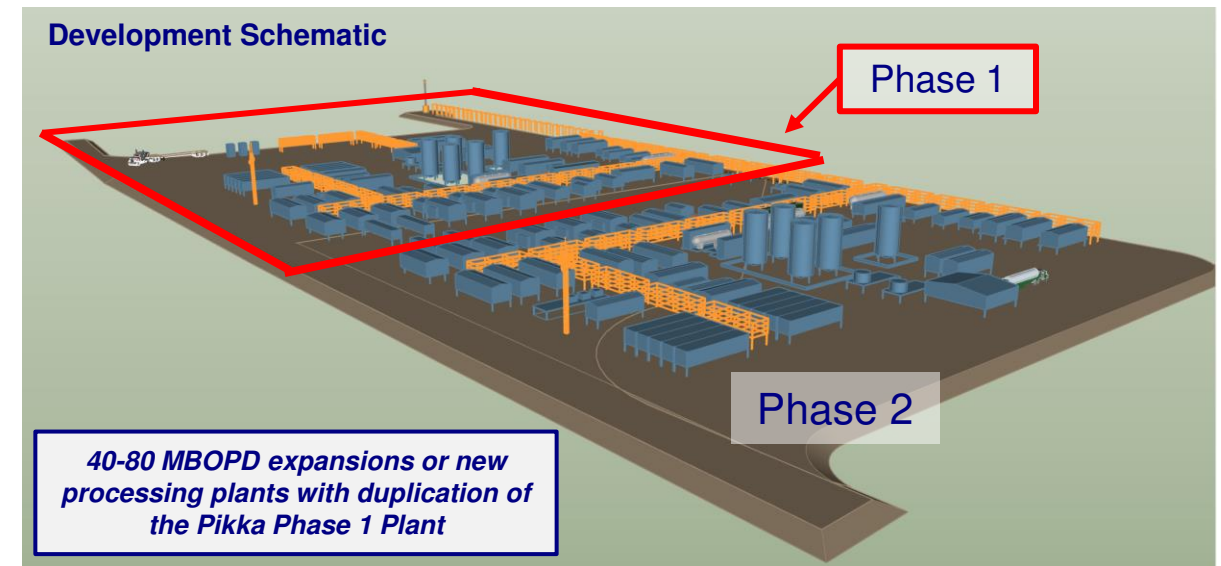 Development Schematic
Phase 1
Phase 2
40-80 MBOPD expansions or new
processing plants with duplication of
the Pikka Phase 1 Plant